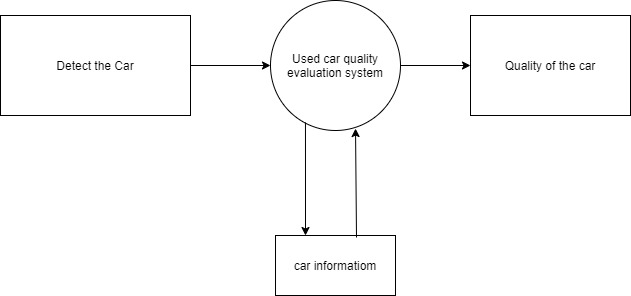 Detect the Car
Used car quality
evaluation system
Quality of the car
car informatiom